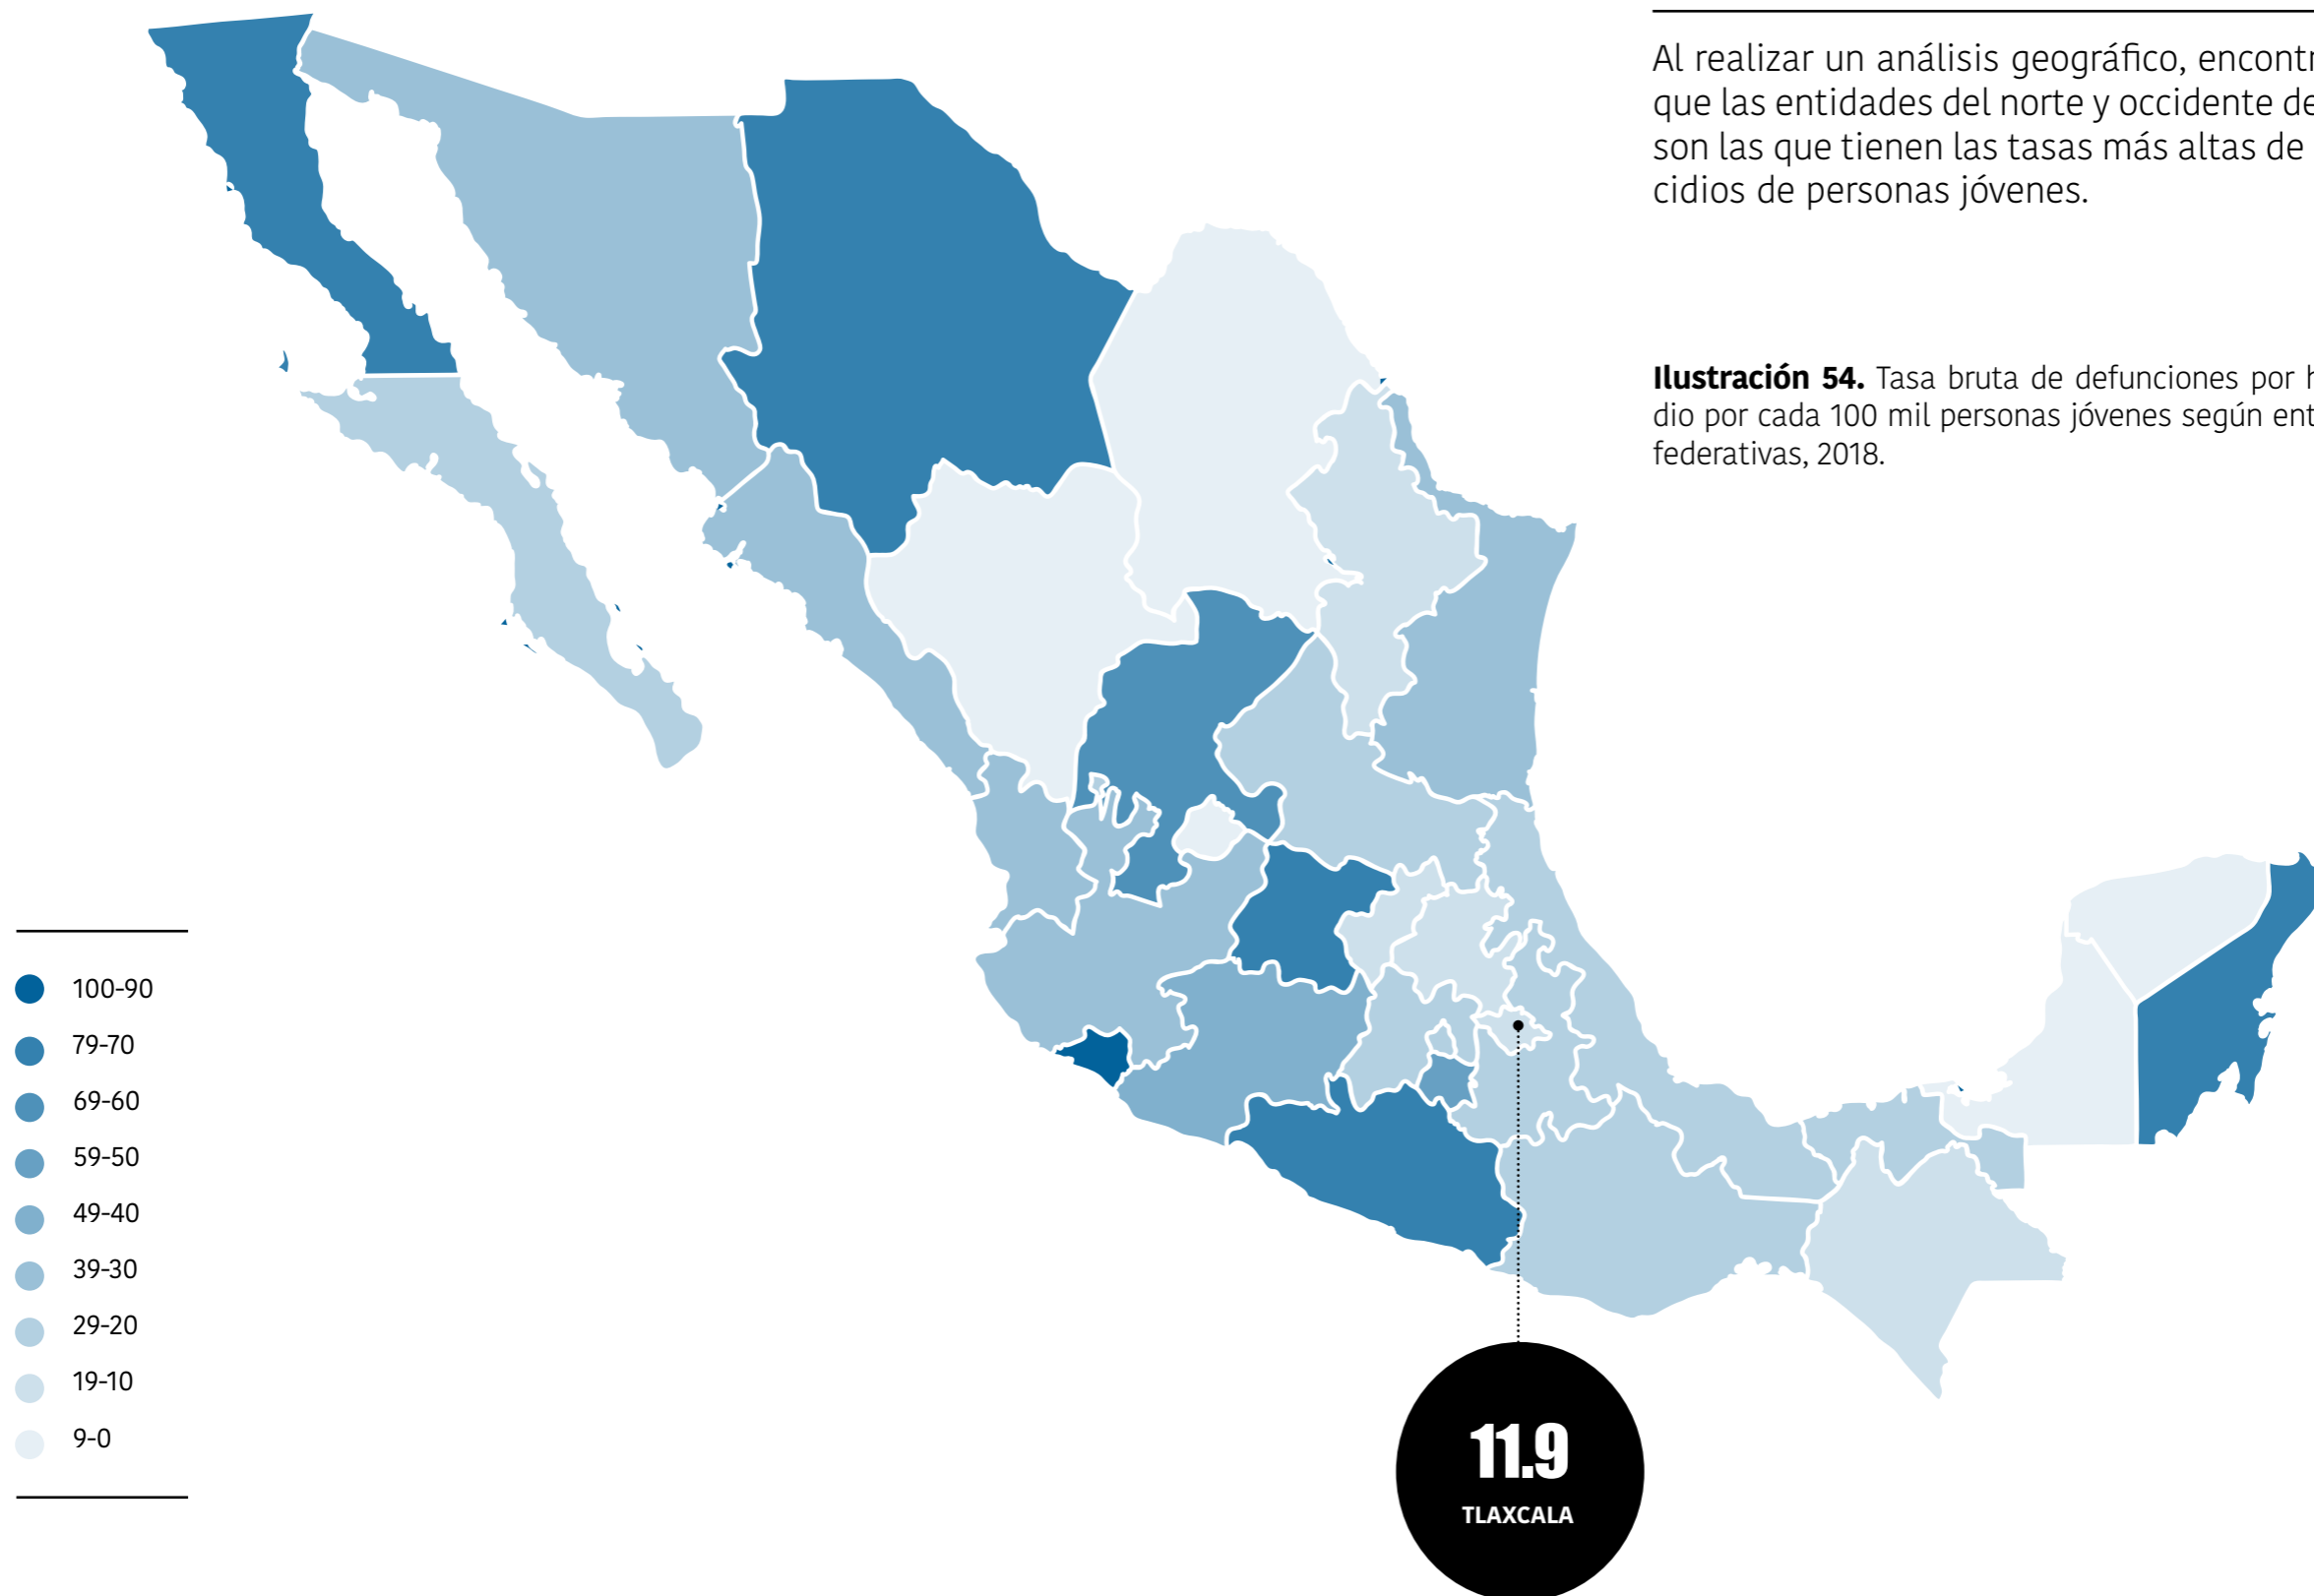 Al realizar un análisis geográfico, encontr
que las entidades del norte y occidente de
son las que tienen las tasas más altas de
cidios de personas jóvenes.
Ilustración 54. Tasa bruta de defunciones por h
dio por cada 100 mil personas jóvenes según ent
federativas, 2018.
100-90
79-70
69-60
59-50
49-40
39-30
29-20
19-10
9-0
11.9
TLAXCALA